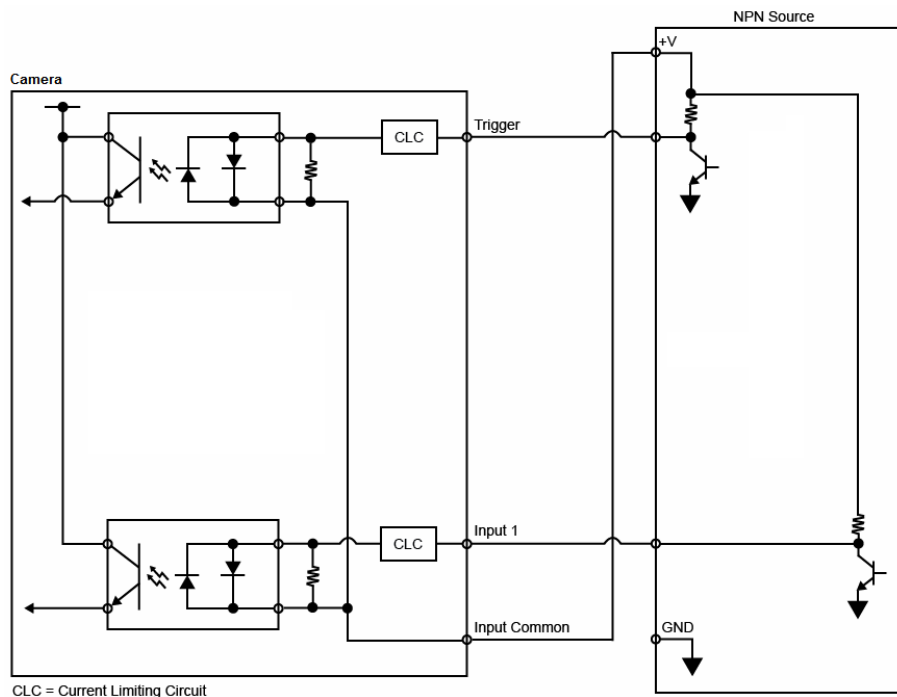 NPN Source
+V
Camera
Trigger
CLC
Input 1
CLC
Input Common
GND
CLC = Current Limiting Circuit